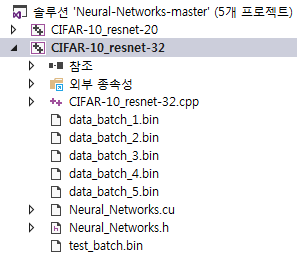 솔루션 'Neural-Networks-master' (5개 프로젝트)
CIFAR-10_resnet-20
CIFAR-10_resnet-32
참조
외부 종속성
CIFAR-10_resnet-32.cpp
data_batch_1.bin
data_batch_2.bin
data_batch_3.bin
data_batch_4.bin
data_batch_5.bin
Neural_Networks.cu
Neural_Networks.h
test_batch.bin